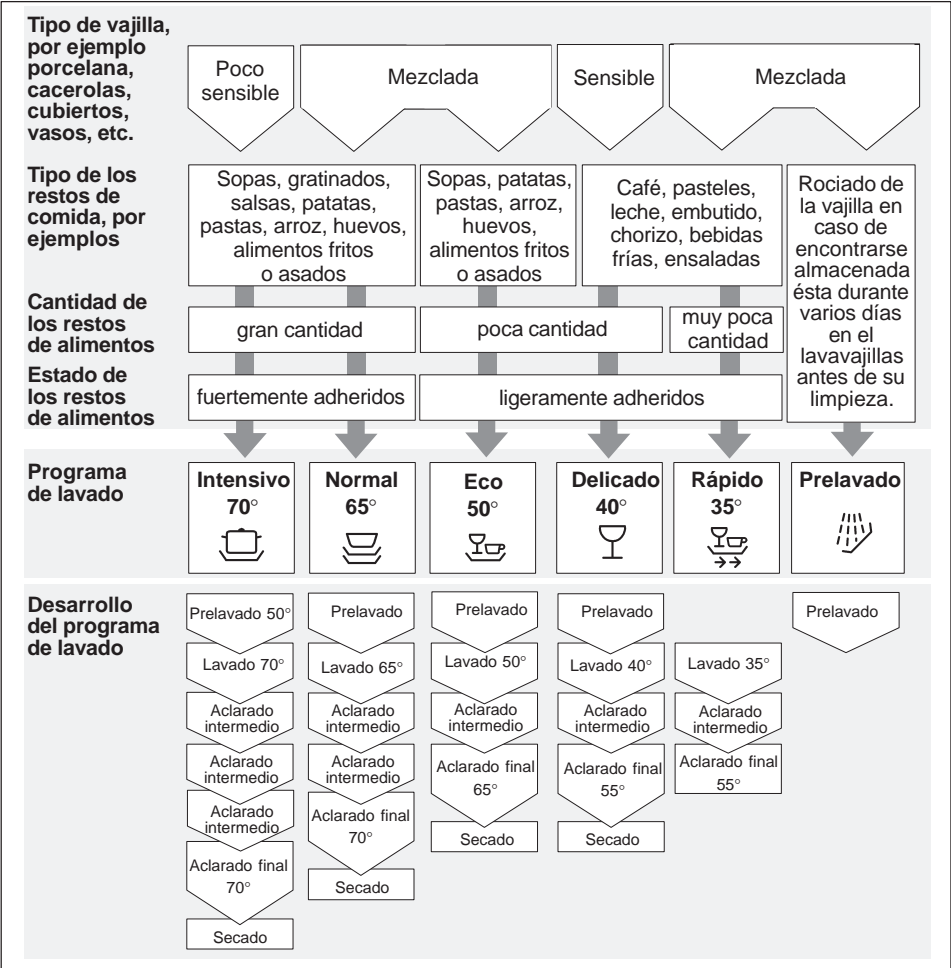 Tipo de vajilla,
por ejemplo
porcelana,
cacerolas,
cubiertos,
vasos, etc.
Poco
sensible
Mezclada
Sensible
Mezclada
Tipo de los
restos de
comida, por
ejemplos
Sopas, gratinados,
salsas, patatas,
pastas, arroz, huevos,
alimentos fritos
o asados
Sopas, patatas,
pastas, arroz,
huevos,
alimentos fritos
o asados
Café, pasteles,
leche, embutido,
chorizo, bebidas
frías, ensaladas
Rociado de
la vajilla en
caso de
encontrarse
almacenada
ésta durante
varios días
en el
lavavajillas
antes de su
limpieza.
Cantidad de
los restos
de alimentos
gran cantidad
poca cantidad
muy poca
cantidad
Estado de
los restos
de alimentos
fuertemente adheridos
ligeramente adheridos
Programa
de lavado
Intensivo
70°
Normal
65°
Eco
50°
Delicado
40°
Rápido
35°
Prelavado
Desarrollo
del programa
de lavado
Prelavado 50°
Lavado 70°
Aclarado
intermedio
Aclarado
intermedio
Aclarado
intermedio
Aclarado final
70°
Secado
Prelavado
Lavado 65°
Aclarado
intermedio
Aclarado
intermedio
Aclarado final
70°
Secado
Prelavado
Lavado 50°
Aclarado
intermedio
Aclarado final
65°
Secado
Prelavado
Lavado 40°
Aclarado
intermedio
Aclarado final
55°
Secado
Lavado 35°
Aclarado
intermedio
Aclarado final
55°
Prelavado